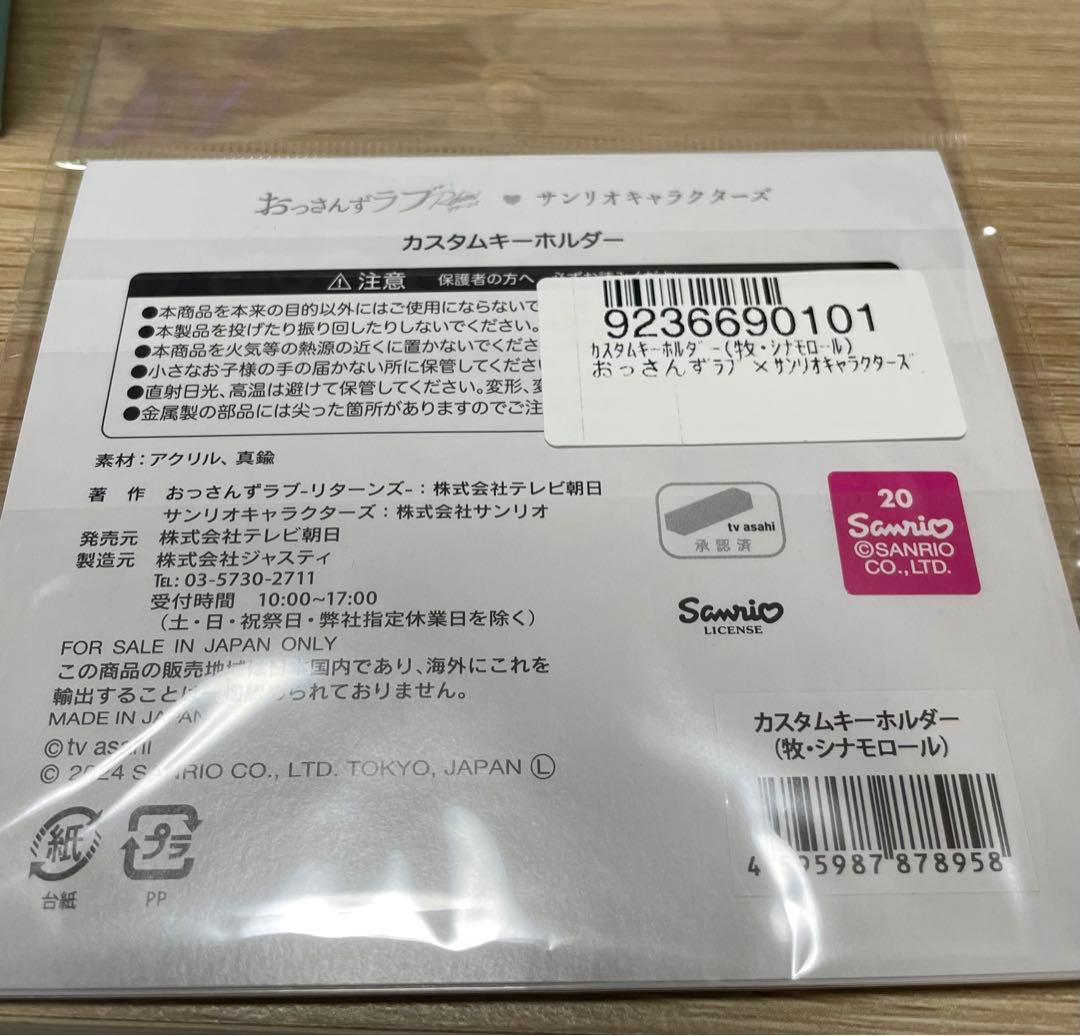 おっさんずラブ ♥ サンリオキャラクターズ
カスタムキーホルダー
⚠注意 保護者の方へ
●本商品を本来の目的以外にはご使用にならないで
●本製品を投げたり振り回したりしないでください。
●本商品を火気等の熱源の近くに置かないでくださ
●小さなお子様の手の届かない所に保管してくださ
●直射日光、高温は避けて保管してください。変形、変
●金属製の部品には尖った箇所がありますのでご注
9236690101
カスタムキーホルダー(牧・シナモロール)
おっさんずラブ×サンリオキャラクターズ
素材:アクリル、真鍮
著 作 おっさんずラブ-リターンズ-:株式会社テレビ朝日
サンリオキャラクターズ:株式会社サンリオ
発売元 株式会社テレビ朝日
製造元 株式会社ジャスティ
TEL: 03-5730-2711
受付時間 10:00~17:00
(土・日・祝祭日・弊社指定休業日を除く)
FOR SALE IN JAPAN ONLY
この商品の販売地域は日本国内であり、海外にこれを
輸出することは一切認められておりません。
MADE IN JAPAN
©tv asahi
© 2024 SANRIO CO., LTD. TOKYO, JAPAN Ⓛ
tv asahi
承認済
20
Sanrio
©SANRIO
CO.,LTD.
Sanrio
LICENSE
カスタムキーホルダー
(牧・シナモロール)
4 595987 878958
紙
台紙
プラ
PP